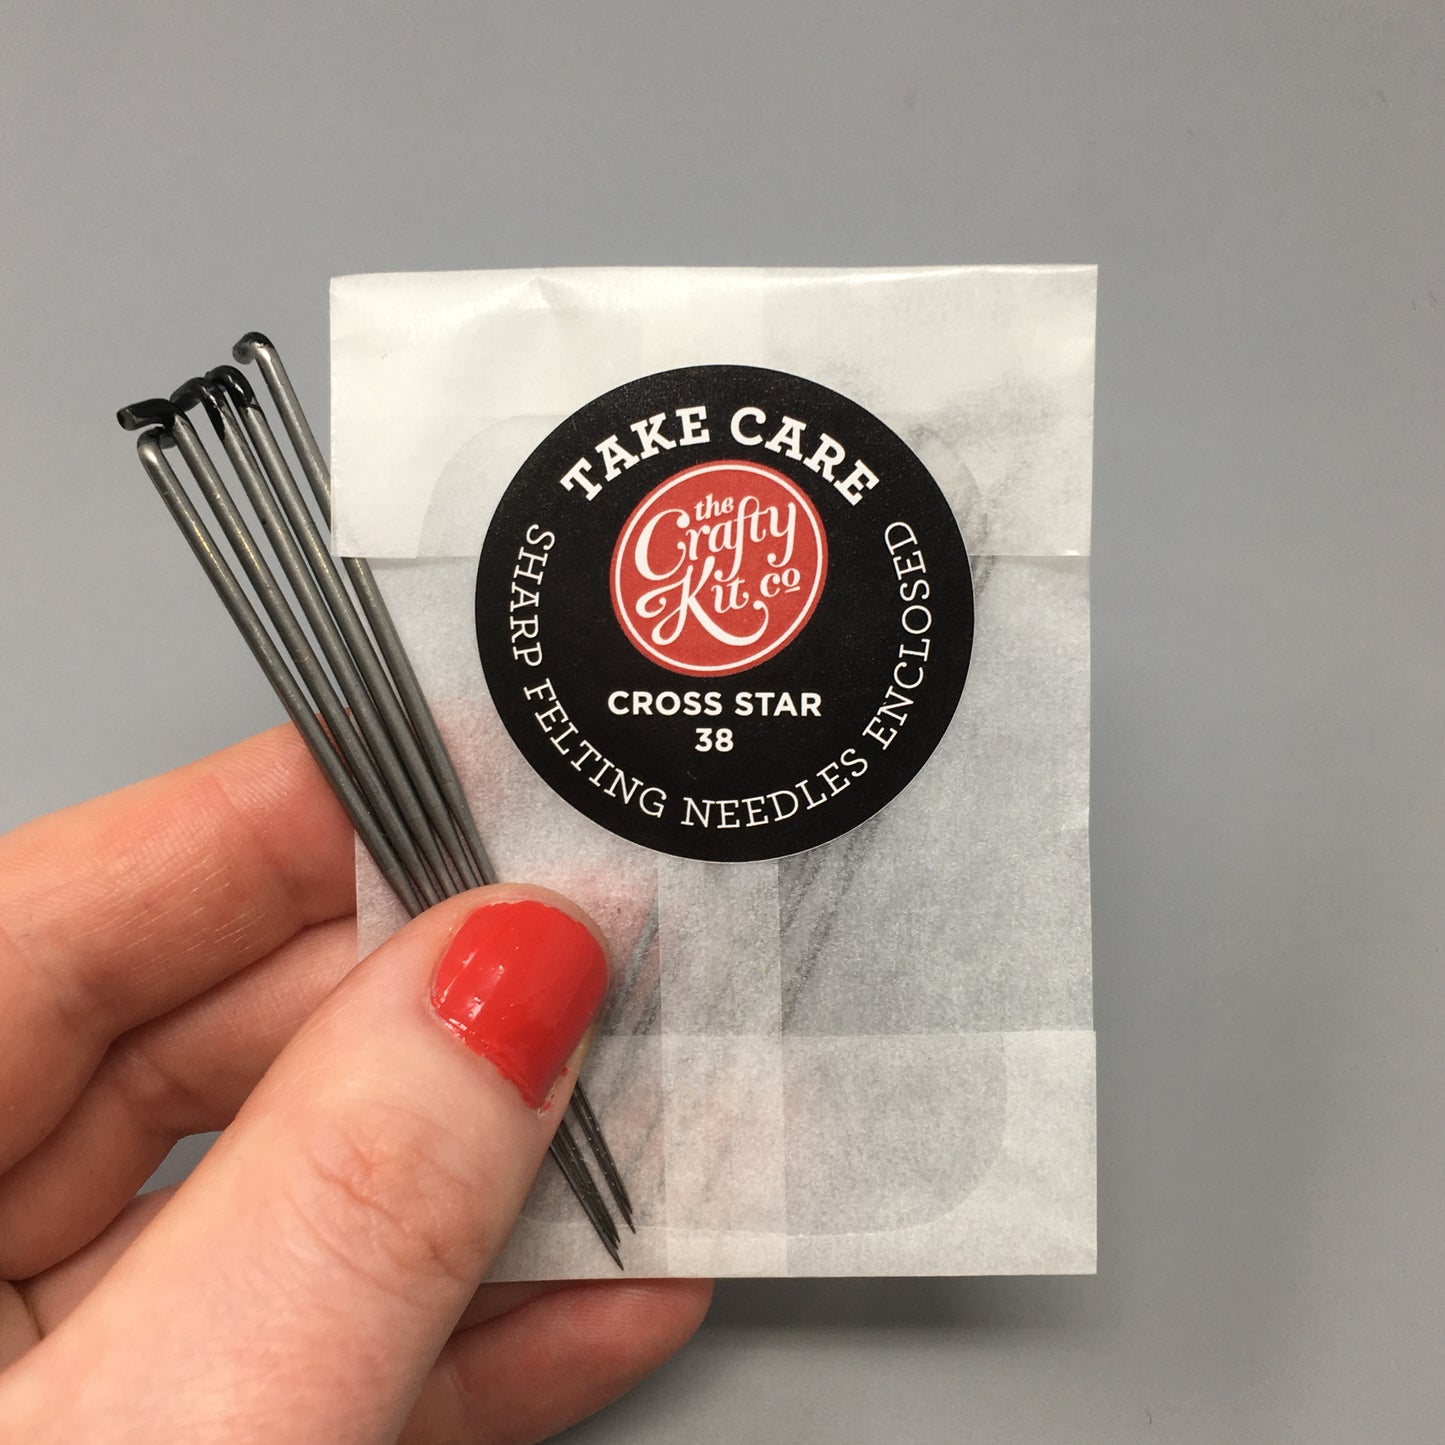 TAKE CARE
the
Crafty
Kit Co
CROSS STAR
38
SHARP FELTING NEEDLES ENCLOSED